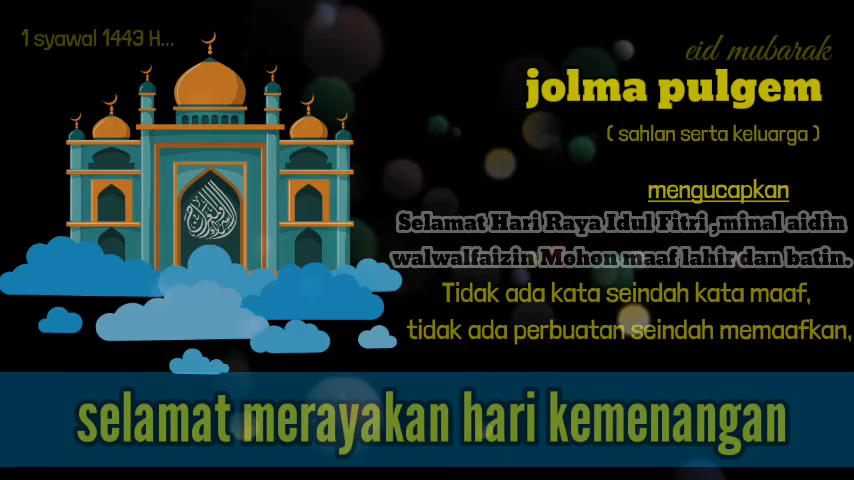 1 syawal 1443 H...
eid mubarak
jolma pulgem
( sahlan serta keluarga )
mengucapkan
Selamat Hari Raya Idul Fitri ,minal aidin
walwalfaizin Mohon maaf lahir dan batin.
Tidak ada kata seindah kata maaf,
tidak ada perbuatan seindah memaafkan,
selamat merayakan hari kemenangan